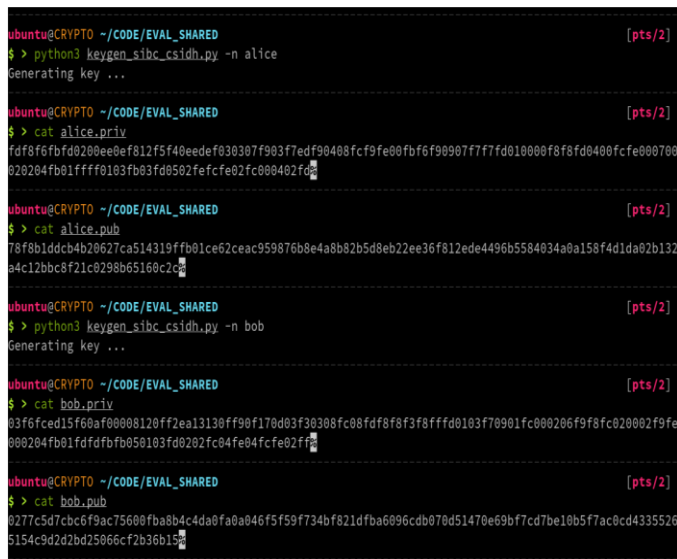 ubuntu@CRYPTO ~/CODE/EVAL_SHARED [pts/2]
$ > python3 keygen_sibc_csidh.py -n alice
Generating key ...
ubuntu@CRYPTO ~/CODE/EVAL_SHARED [pts/2]
$ > cat alice.priv
fdf8f6fbfd0200ee0ef812f5f40eedef030307f903f7edf90408fcf9fe00fbf6f90907f7f7fd010000f8f8fd0400fcfe000700
020204fb01ffff0103fb03fd0502fefcfe02fc000402fd%
ubuntu@CRYPTO ~/CODE/EVAL_SHARED [pts/2]
$ > cat alice.pub
78f8b1ddcb4b20627ca514319ffb01ce62ceac959876b8e4a8b82b5d8eb22ee36f812ede4496b5584034a0a158f4d1da02b132
a4c12bbc8f21c0298b65160c2c%
ubuntu@CRYPTO ~/CODE/EVAL_SHARED [pts/2]
$ > python3 keygen_sibc_csidh.py -n bob
Generating key ...
ubuntu@CRYPTO ~/CODE/EVAL_SHARED [pts/2]
$ > cat bob.priv
03f6fced15f60af00008120ff2ea13130ff90f170d03f30308fc08fdf8f8f3f8fffd0103f70901fc000206f9f8fc020002f9fe
000204fb01fdfdfbfb050103fd0202fc04fe04fcfe02ff%
ubuntu@CRYPTO ~/CODE/EVAL_SHARED [pts/2]
$ > cat bob.pub
0277c5d7cbc6f9ac75600fba8b4c4da0fa0a046f5f59f734bf821dfba6096cdb070d51470e69bf7cd7be10b5f7ac0cd4335526
5154c9d2d2bd25066cf2b36b15%